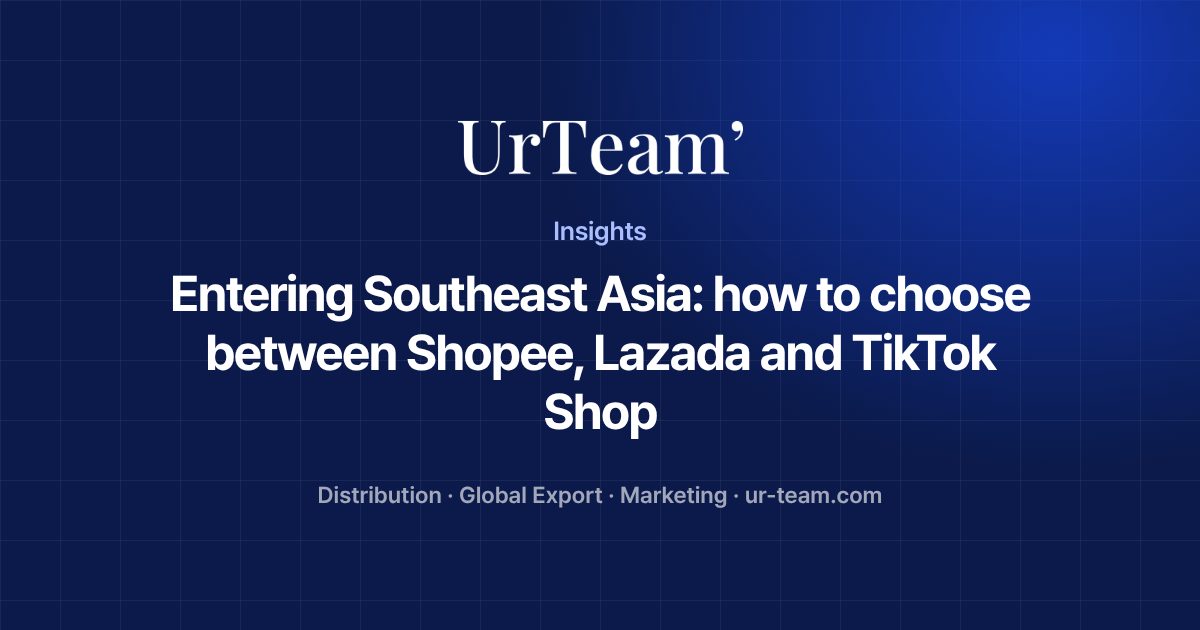 UrTeam’
Insights
Entering Southeast Asia: how to choose
between Shopee, Lazada and TikTok
Shop
Distribution · Global Export · Marketing · ur-team.com